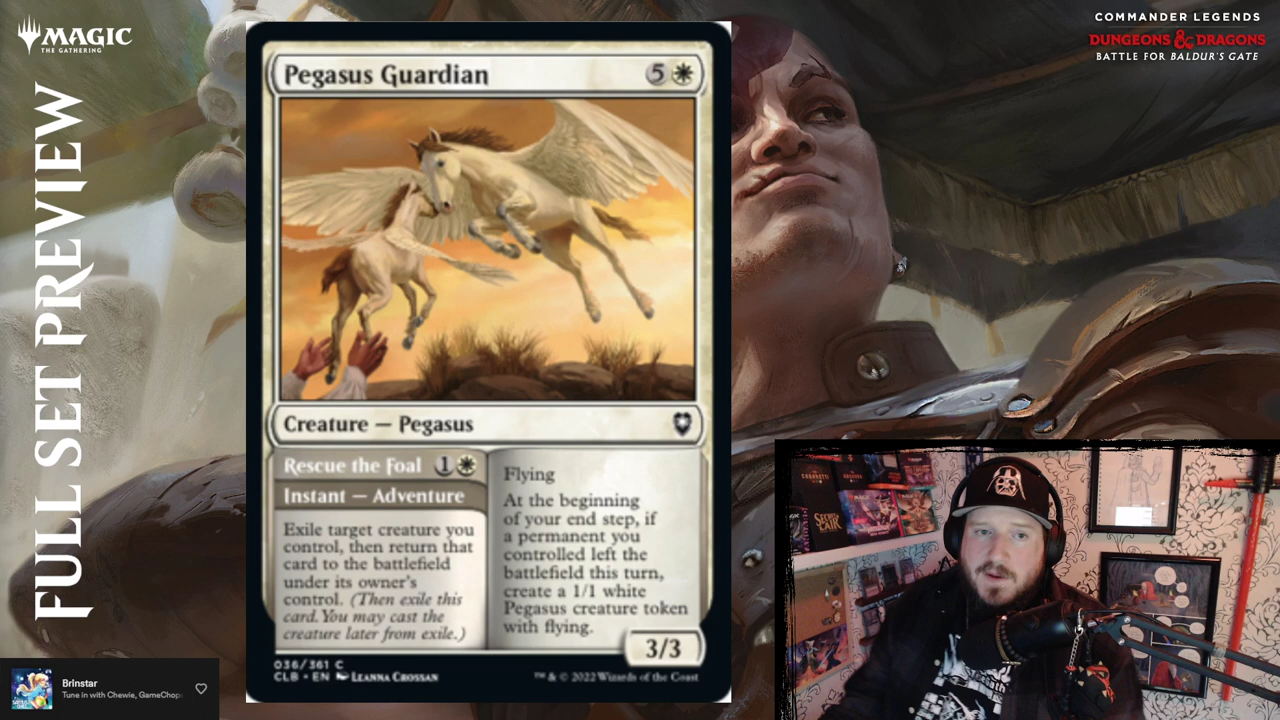 MAGIC
THE GATHERING
COMMANDER LEGENDS
DUNGEONS & DRAGONS
BATTLE FOR BALDUR'S GATE
FULL SET PREVIEW
Pegasus Guardian 5
Creature — Pegasus
Rescue the Foal 1
Instant — Adventure
Exile target creature you
control, then return that
card to the battlefield
under its owner's
control. (Then exile this
card. You may cast the
creature later from exile.)
Flying
At the beginning
of your end step, if
a permanent you
controlled left the
battlefield this turn,
create a 1/1 white
Pegasus creature token
with flying.
3/3
036/361 C
CLB • EN LEANNA CROSSAN
™ & © 2022 Wizards of the Coast
Br1nstar
Tune in with Chewie, GameChops
SECRET
LAIR